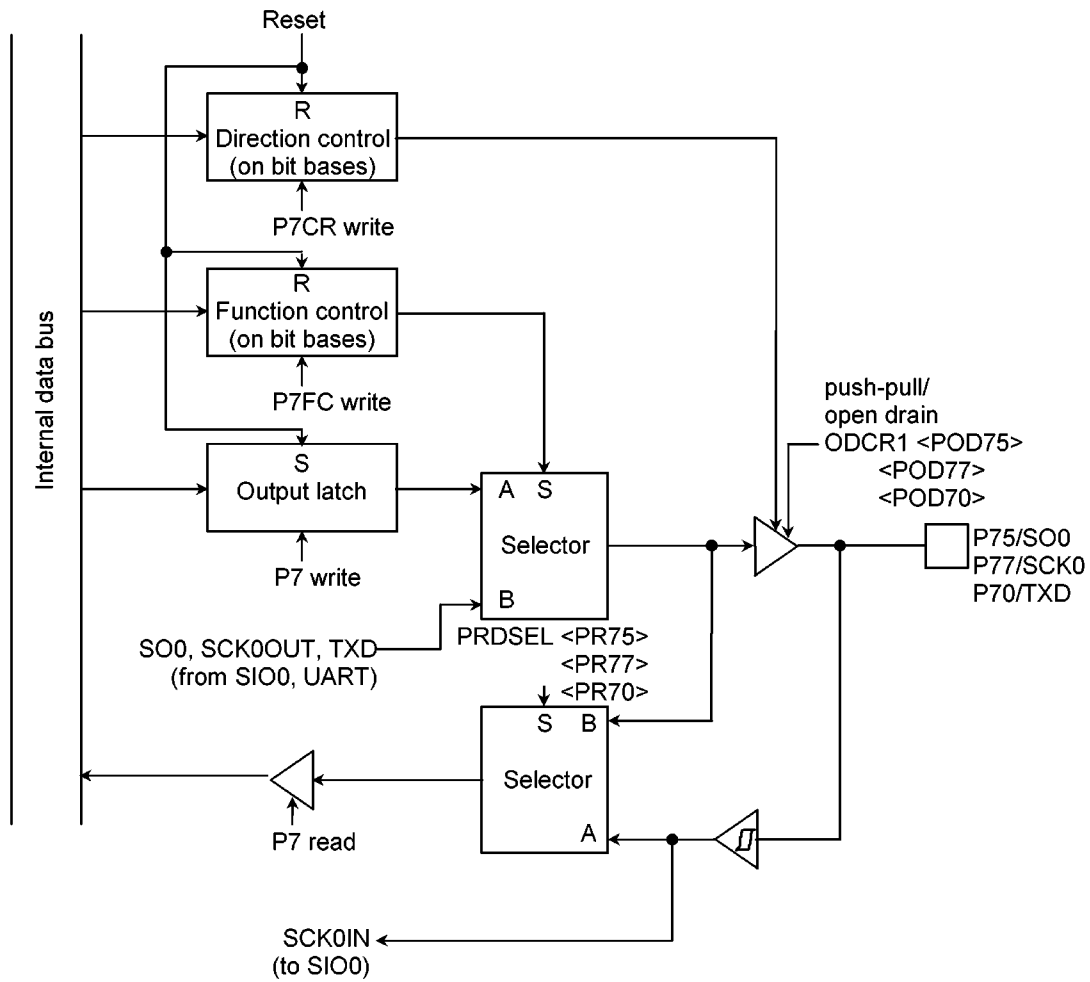 Reset
R
Direction control
(on bit bases)
P7CR write
R
Function control
(on bit bases)
P7FC write
Internal data bus
S
Output latch
P7 write
A S
Selector
B
push-pull/
open drain
ODCR1 <POD75>
<POD77>
<POD70>
P75/SO0
P77/SCK0
P70/TXD
SO0, SCK0OUT, TXD
(from SIO0, UART)
PRDSEL <PR75>
<PR77>
<PR70>
S B
Selector
A
P7 read
SCK0IN
(to SIO0)